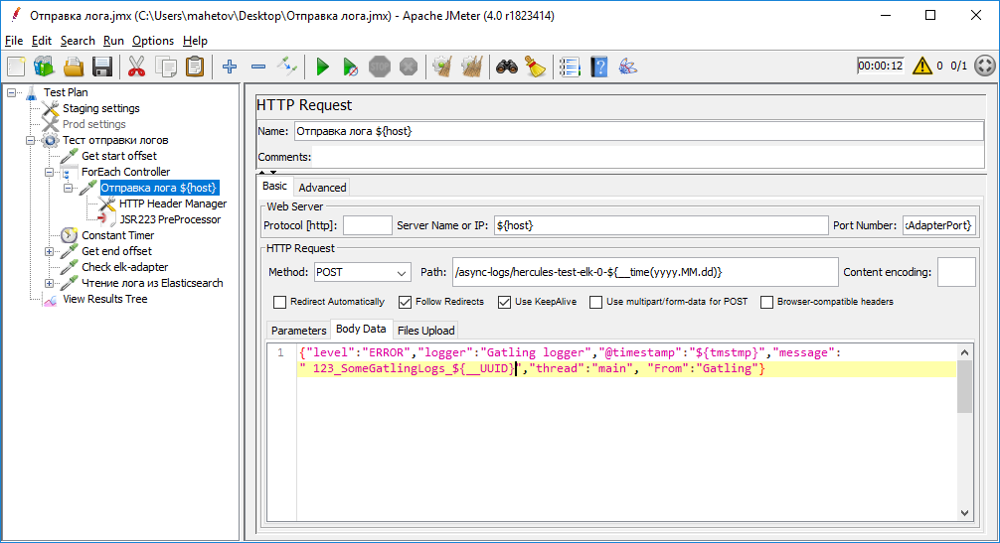 Отправка лога.jmx (C:\Users\mahetov\Desktop\Отправка лога.jmx) - Apache JMeter (4.0 r1823414)
File Edit Search Run Options Help
00:00:12 0 0/1
Test Plan
Staging settings
Prod settings
Тест отправки логов
Get start offset
ForEach Controller
Отправка лога ${host}
HTTP Header Manager
JSR223 PreProcessor
Constant Timer
Get end offset
Check elk-adapter
Чтение лога из Elasticsearch
View Results Tree
HTTP Request
Name: Отправка лога ${host}
Comments:
Basic Advanced
Web Server
Protocol [http]: Server Name or IP: ${host} Port Number: :AdapterPort}
HTTP Request
Method: POST Path: /async-logs/hercules-test-elk-0-${__time(yyyy.MM.dd)} Content encoding:
Redirect Automatically Follow Redirects Use KeepAlive Use multipart/form-data for POST Browser-compatible headers
Parameters Body Data Files Upload
1 {"level":"ERROR","logger":"Gatling logger","@timestamp":"${tmstmp}","message":
" 123_SomeGatlingLogs_${__UUID}","thread":"main", "From":"Gatling"}